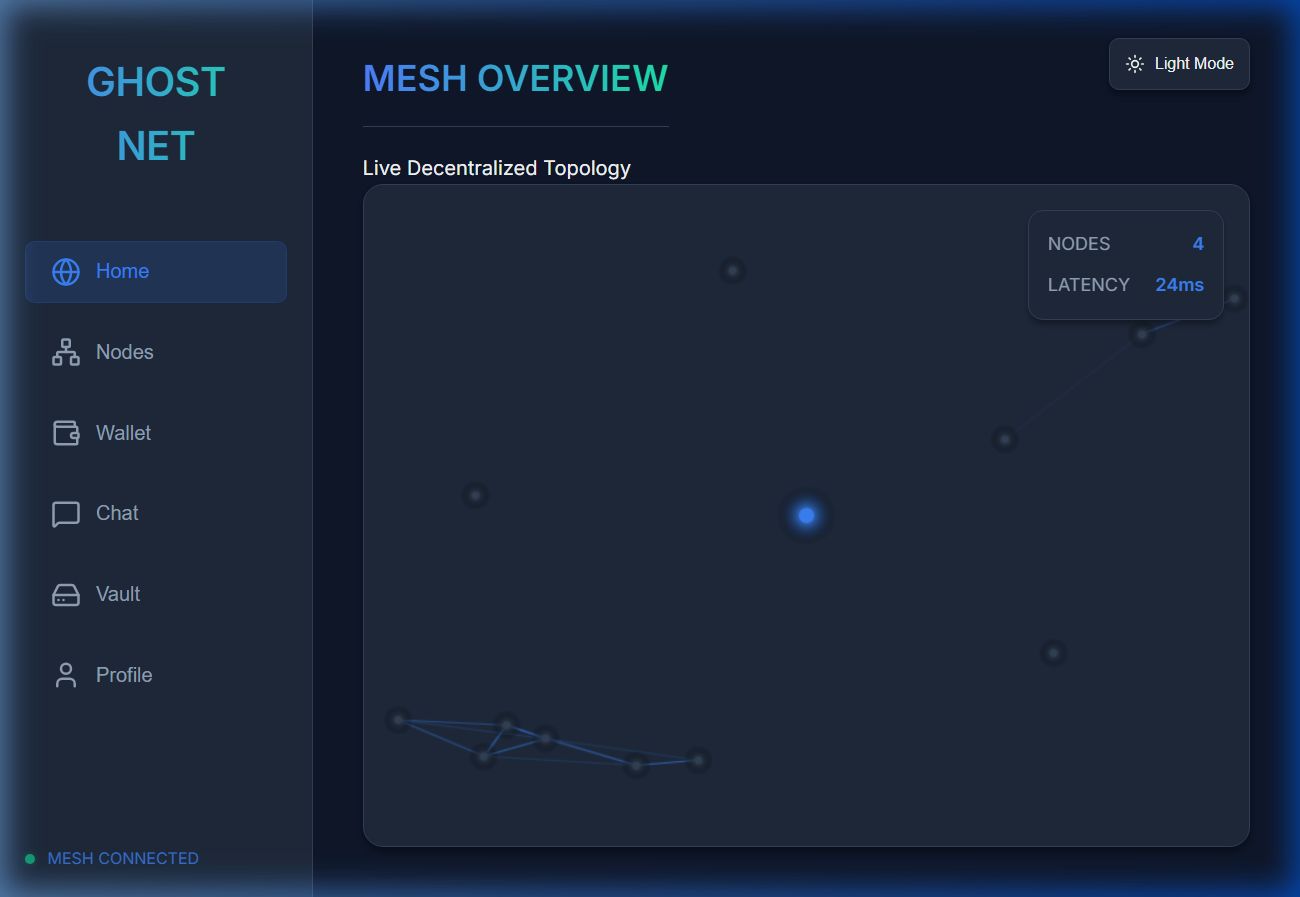 GHOST
NET
Home
Nodes
Wallet
Chat
Vault
Profile
MESH CONNECTED
MESH OVERVIEW
Light Mode
Live Decentralized Topology
NODES 4
LATENCY 24ms